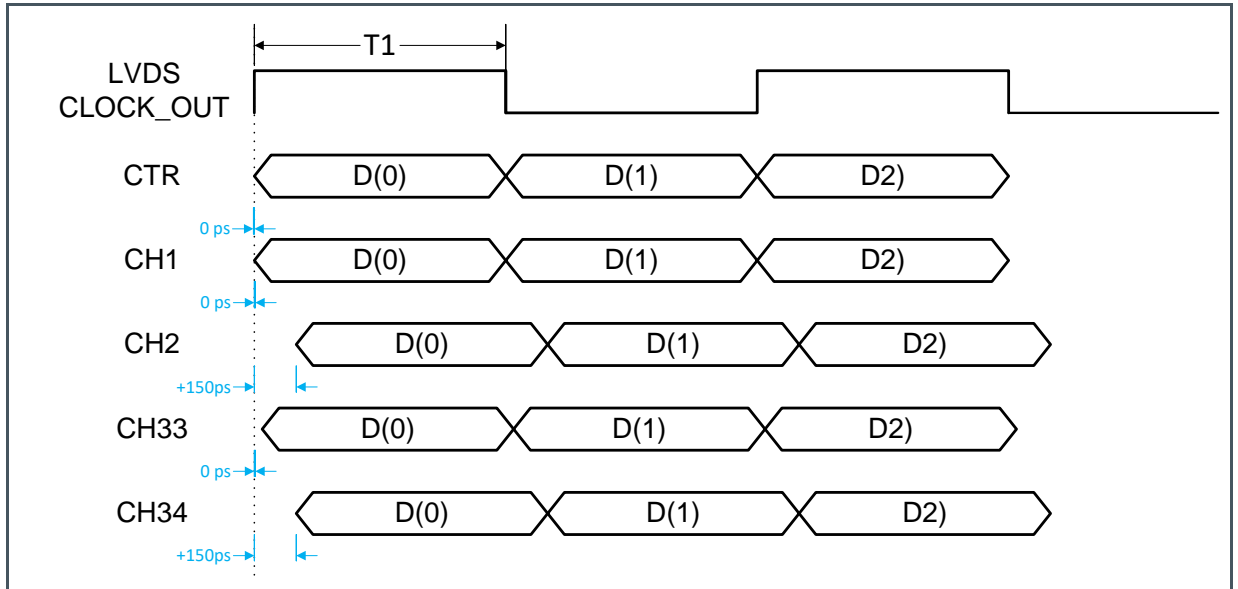 T1
LVDS
CLOCK_OUT
CTR D(0) D(1) D2)
0 ps
CH1 D(0) D(1) D2)
0 ps
CH2 D(0) D(1) D2)
+150ps
CH33 D(0) D(1) D2)
0 ps
CH34 D(0) D(1) D2)
+150ps